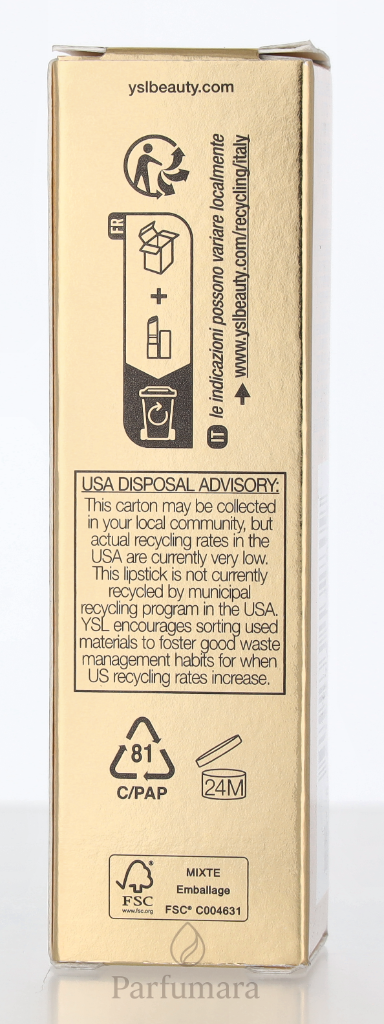 yslbeauty.com
FR
+
IT le indicazioni possono variare localmente
www.yslbeauty.com/recycling/italy
USA DISPOSAL ADVISORY:
This carton may be collected
in your local community, but
actual recycling rates in the
USA are currently very low.
This lipstick is not currently
recycled by municipal
recycling program in the USA.
YSL encourages sorting used
materials to foster good waste
management habits for when
US recycling rates increase.
81
C/PAP
24M
FSC
www.fsc.org
MIXTE
Emballage
FSC® C004631
Parfumara